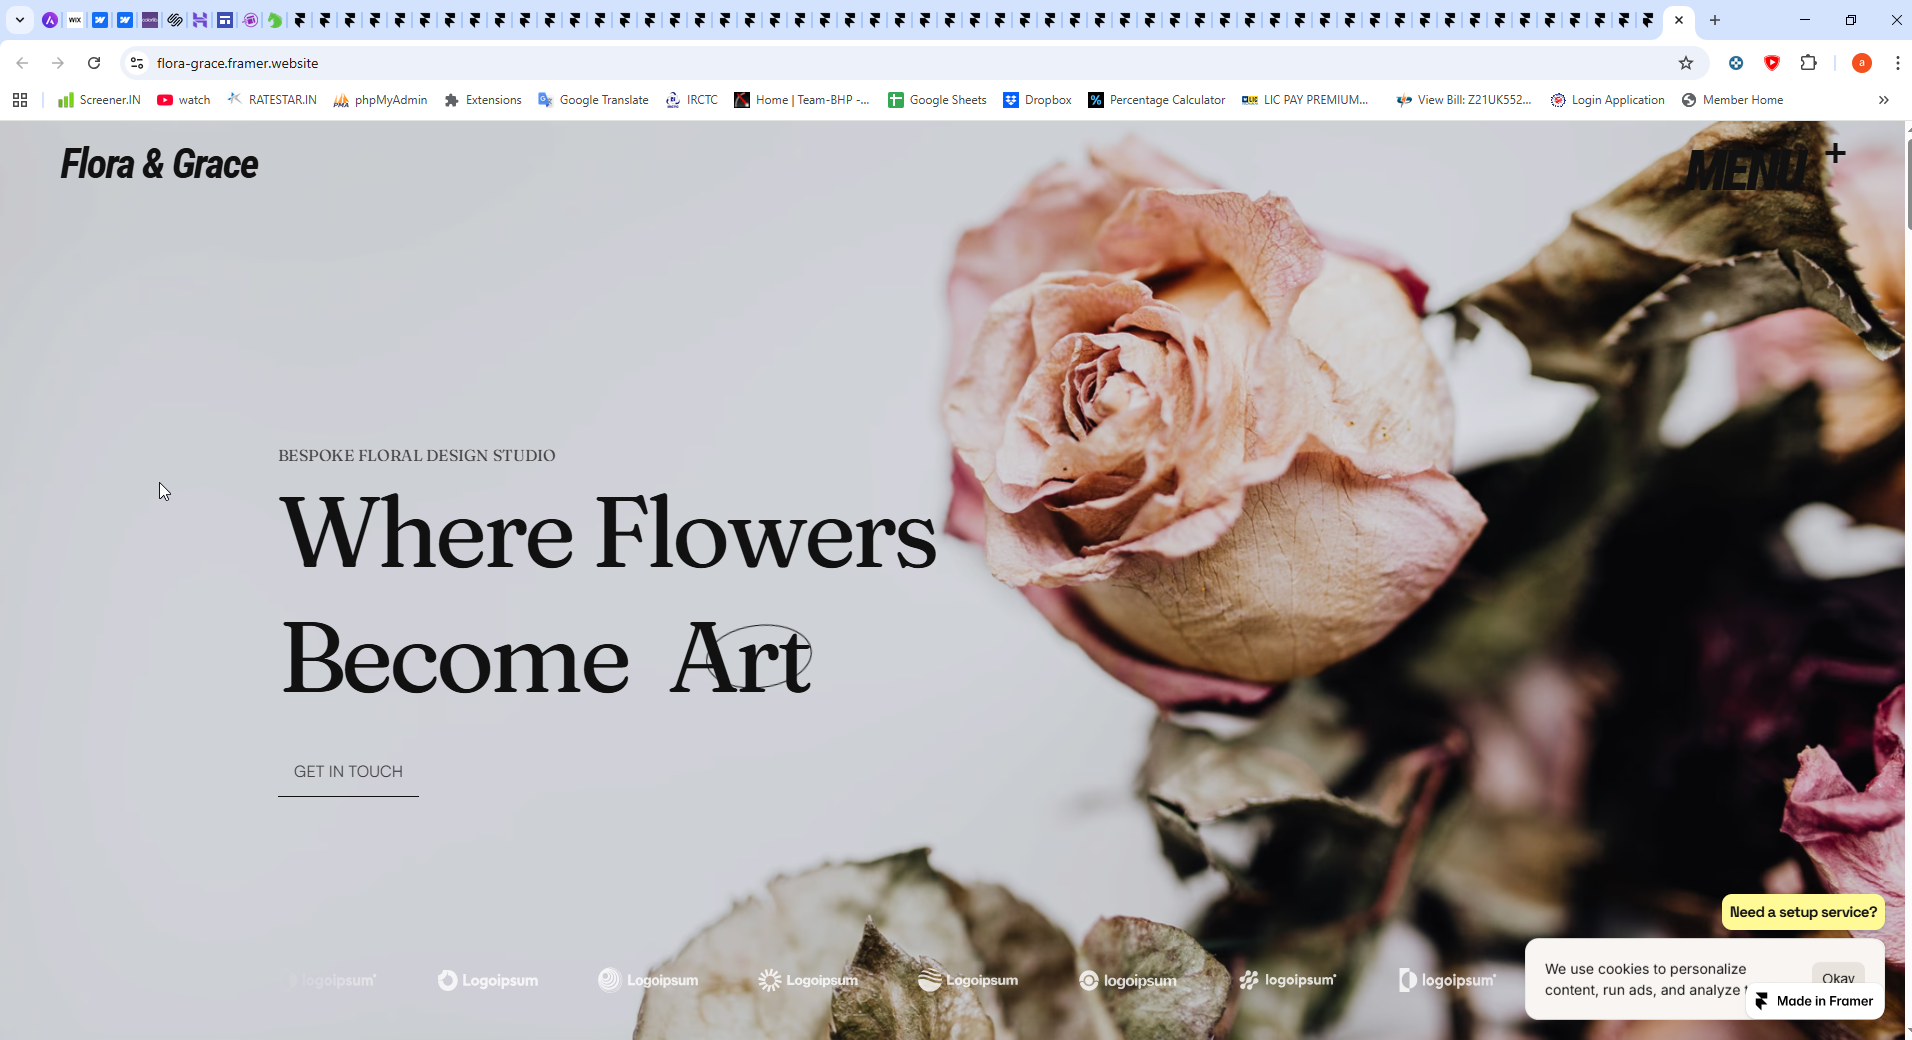 flora-grace.framer.website
Screener.IN
watch
RATESTAR.IN
phpMyAdmin
Extensions
Google Translate
IRCTC
Home | Team-BHP -...
Google Sheets
Dropbox
Percentage Calculator
LIC PAY PREMIUM...
View Bill: Z21UK552...
Login Application
Member Home
Flora & Grace
MENU +
BESPOKE FLORAL DESIGN STUDIO
Where Flowers
Become Art
GET IN TOUCH
logoipsum
Logoipsum
Logoipsum
Logoipsum
Logoipsum
logoipsum
logoipsum
logoipsum
Need a setup service?
We use cookies to personalize
content, run ads, and analyze
Okay
Made in Framer